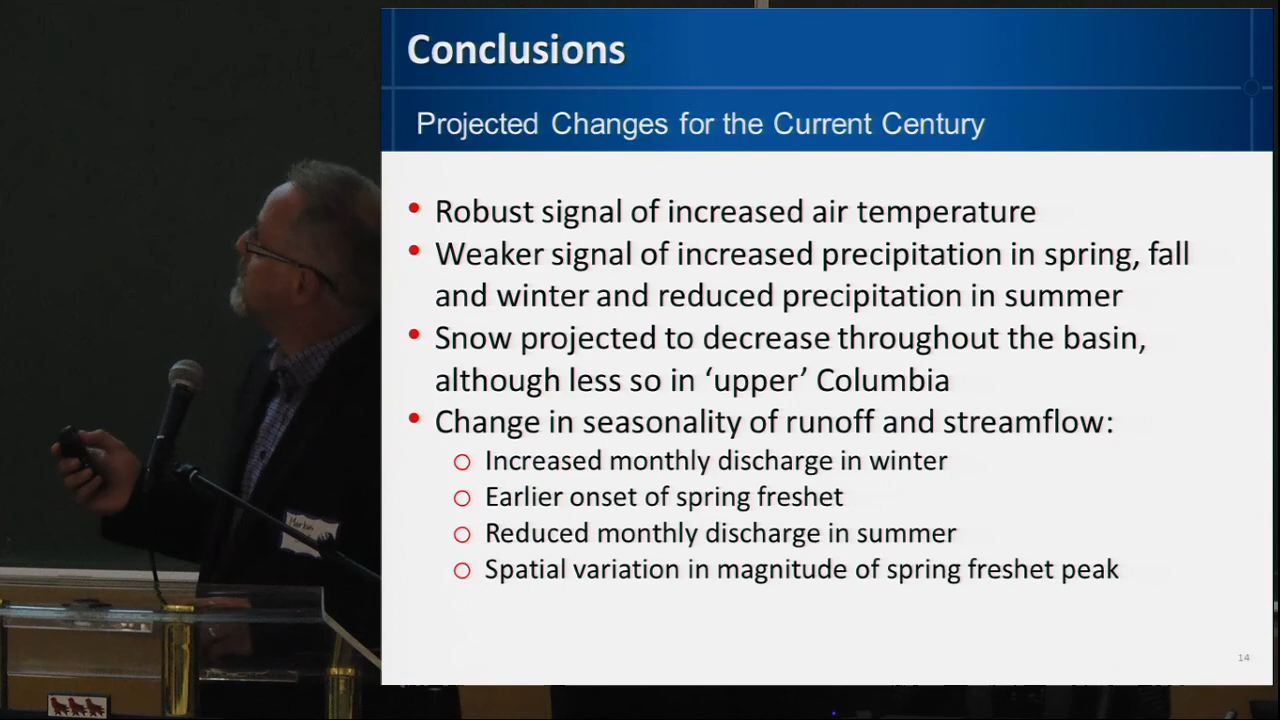 Conclusions
Projected Changes for the Current Century
• Robust signal of increased air temperature
• Weaker signal of increased precipitation in spring, fall
and winter and reduced precipitation in summer
• Snow projected to decrease throughout the basin,
although less so in ‘upper’ Columbia
• Change in seasonality of runoff and streamflow:
○ Increased monthly discharge in winter
○ Earlier onset of spring freshet
○ Reduced monthly discharge in summer
○ Spatial variation in magnitude of spring freshet peak
14